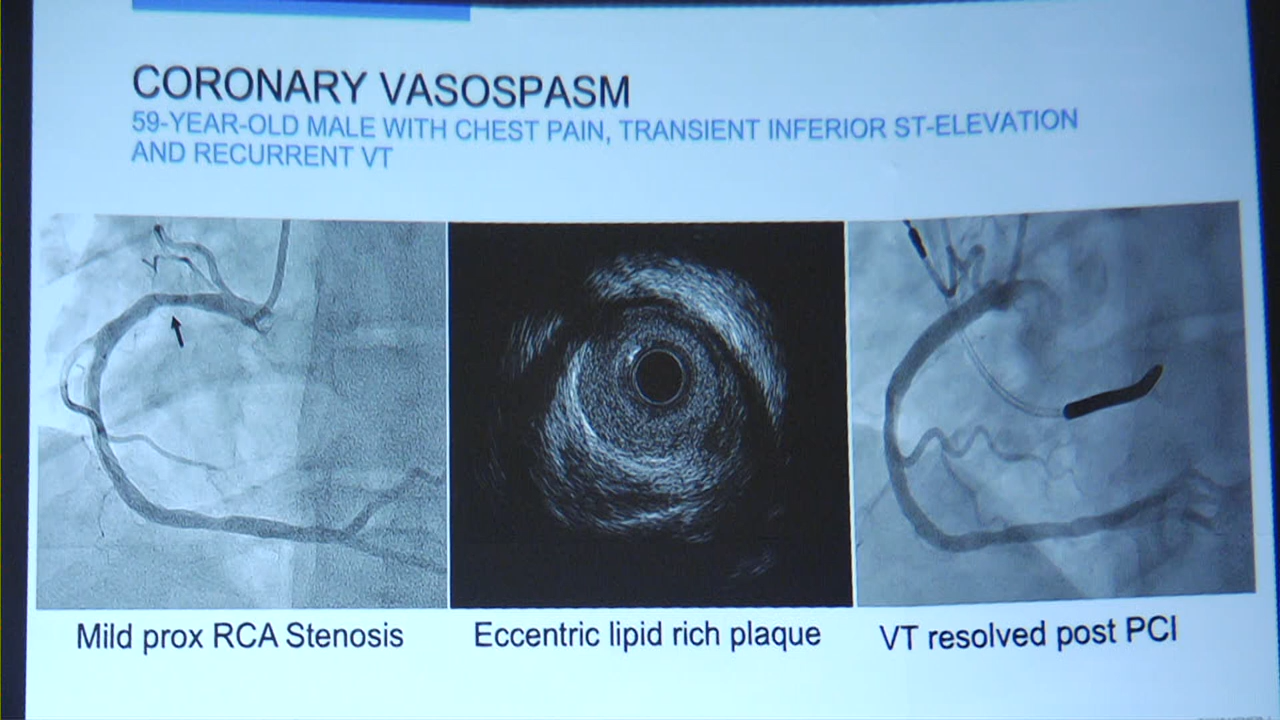 CORONARY VASOSPASM
59-YEAR-OLD MALE WITH CHEST PAIN, TRANSIENT INFERIOR ST-ELEVATION
AND RECURRENT VT
Mild prox RCA Stenosis
Eccentric lipid rich plaque
VT resolved post PCI